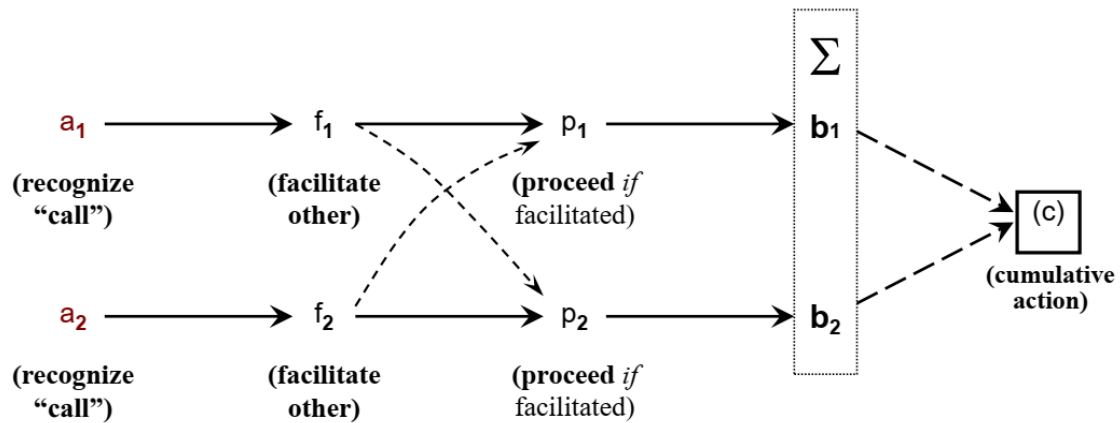 Σ
a₁ f₁ p₁ b₁
(recognize (facilitate (proceed if
“call”) other) facilitated)
(c)
(cumulative
action)
a₂ f₂ p₂ b₂
(recognize (facilitate (proceed if
“call”) other) facilitated)